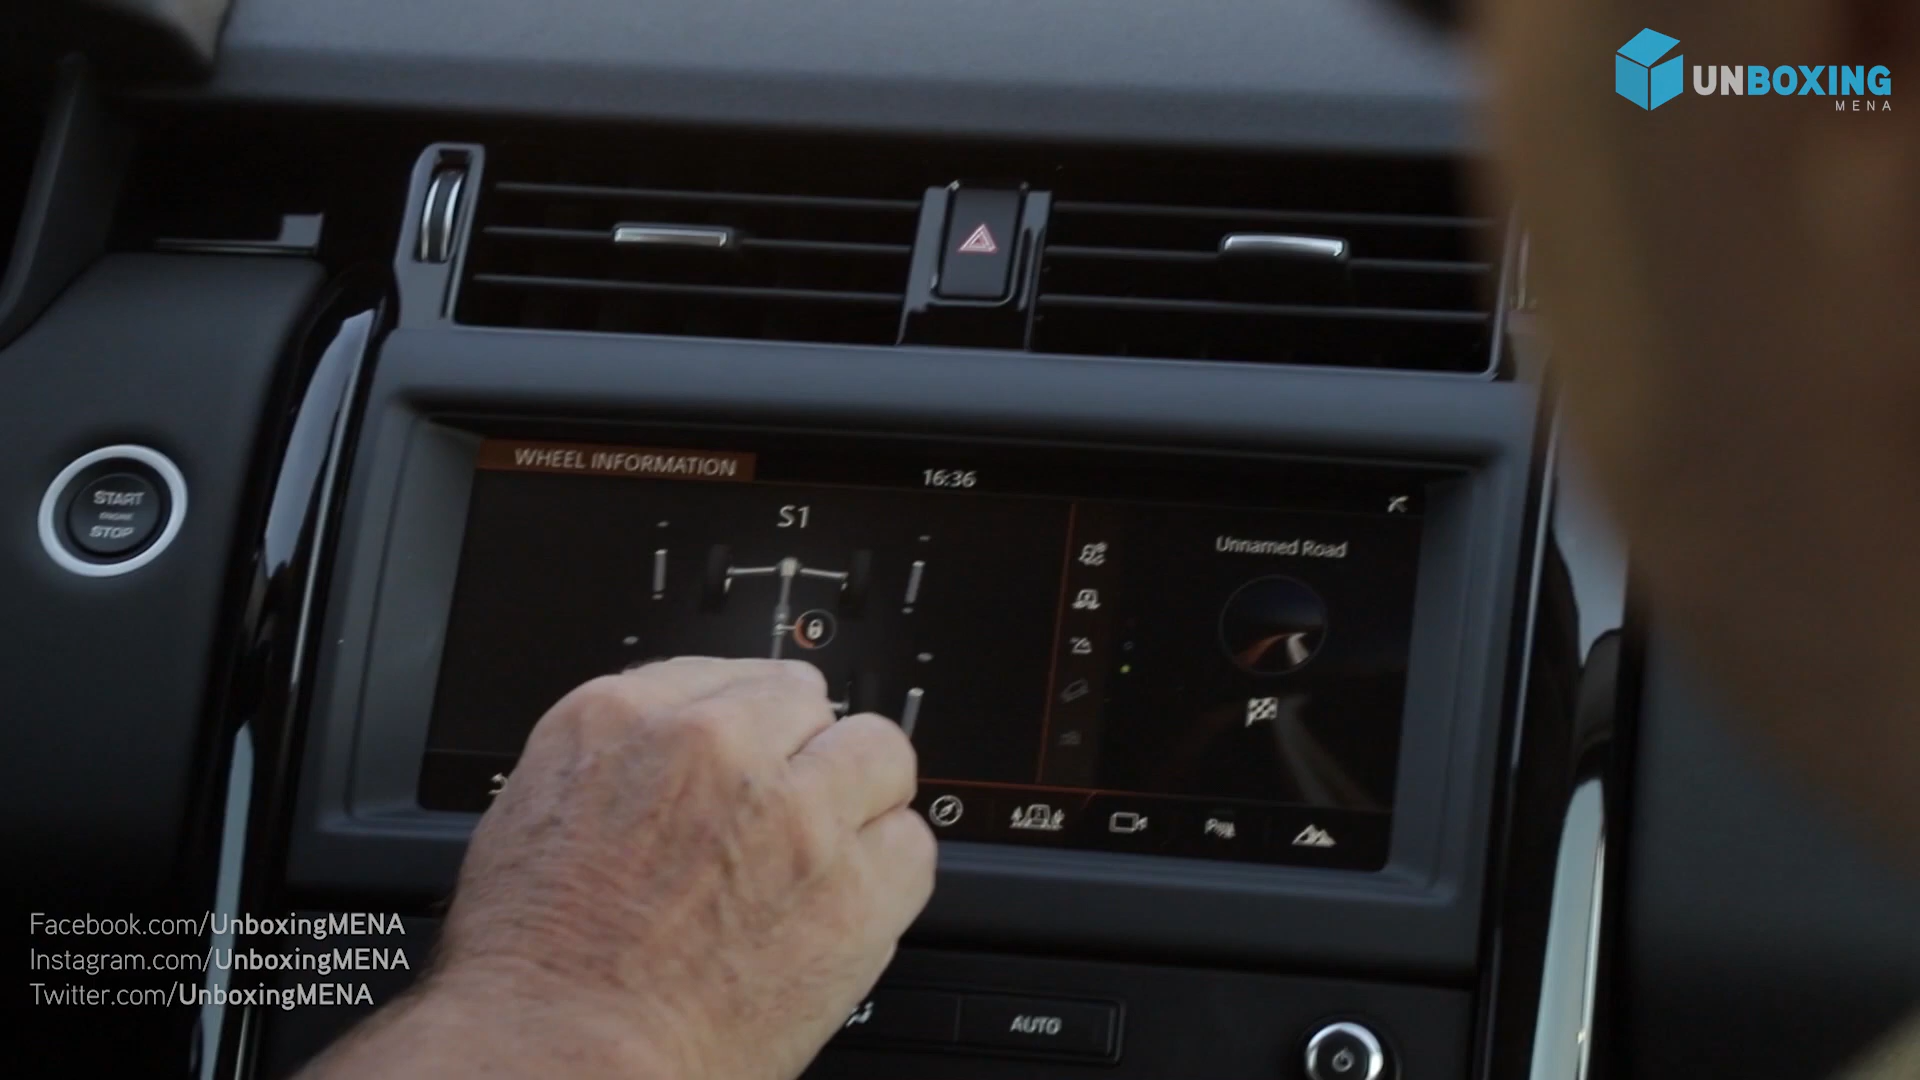 UNBOXING
MENA
START
ENGINE
STOP
WHEEL INFORMATION
16:36
S1
Unnamed Road
Facebook.com/UnboxingMENA
Instagram.com/UnboxingMENA
Twitter.com/UnboxingMENA
AUTO